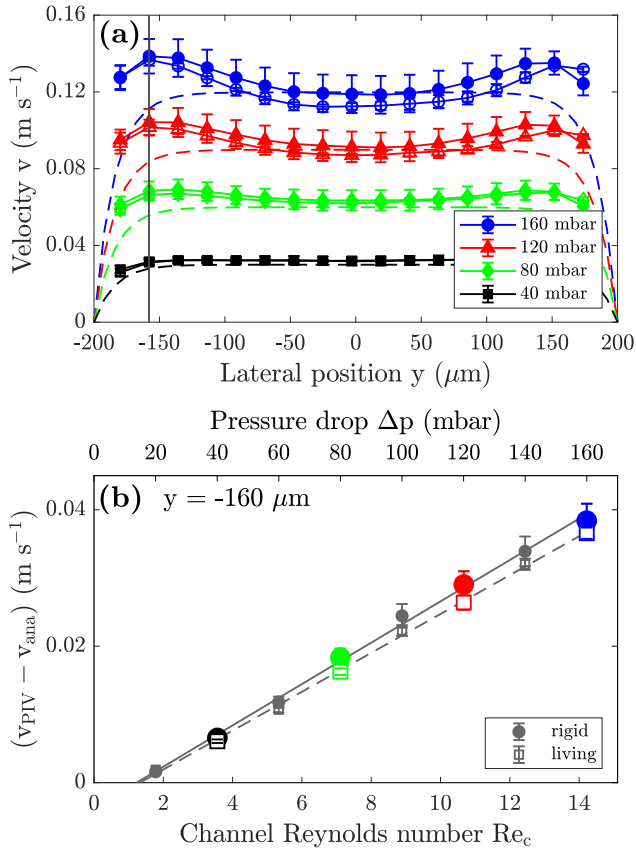 (a)
0.16
0.12
0.08
0.04
0
Velocity v (m s⁻¹)
160 mbar
120 mbar
80 mbar
40 mbar
-200 -150 -100 -50 0 50 100 150 200
Lateral position y (μm)
Pressure drop Δp (mbar)
0 20 40 60 80 100 120 140 160
(b) y = -160 μm
0.04
0.02
0
(v_PIV − v_ana) (m s⁻¹)
rigid
living
0 2 4 6 8 10 12 14
Channel Reynolds number Re_c